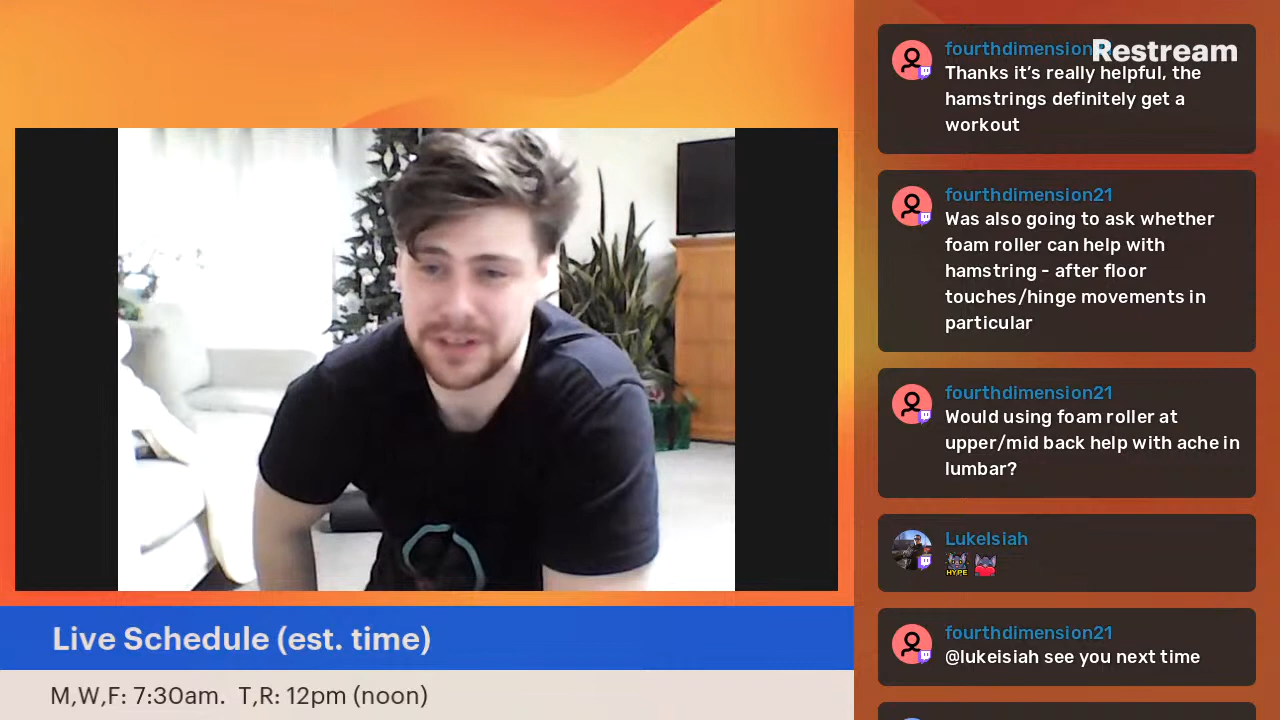 Restream
fourthdimension
Thanks it’s really helpful, the
hamstrings definitely get a
workout
fourthdimension21
Was also going to ask whether
foam roller can help with
hamstring - after floor
touches/hinge movements in
particular
fourthdimension21
Would using foam roller at
upper/mid back help with ache in
lumbar?
LukeIsiah
HYPE
fourthdimension21
@lukeisiah see you next time
Live Schedule (est. time)
M,W,F: 7:30am. T,R: 12pm (noon)